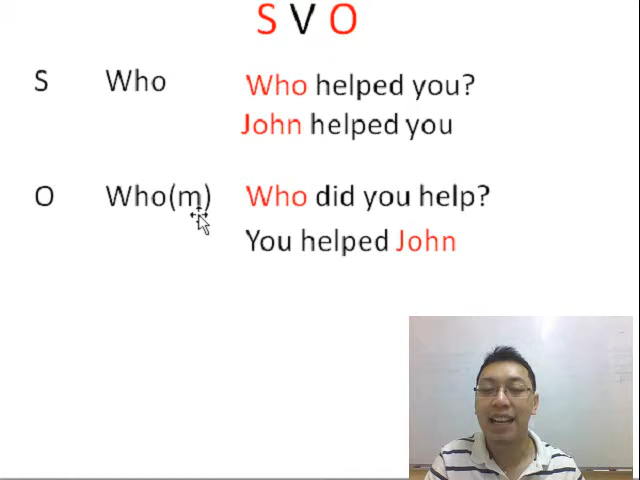 S V O
S Who Who helped you?
John helped you
O Who(m) Who did you help?
You helped John